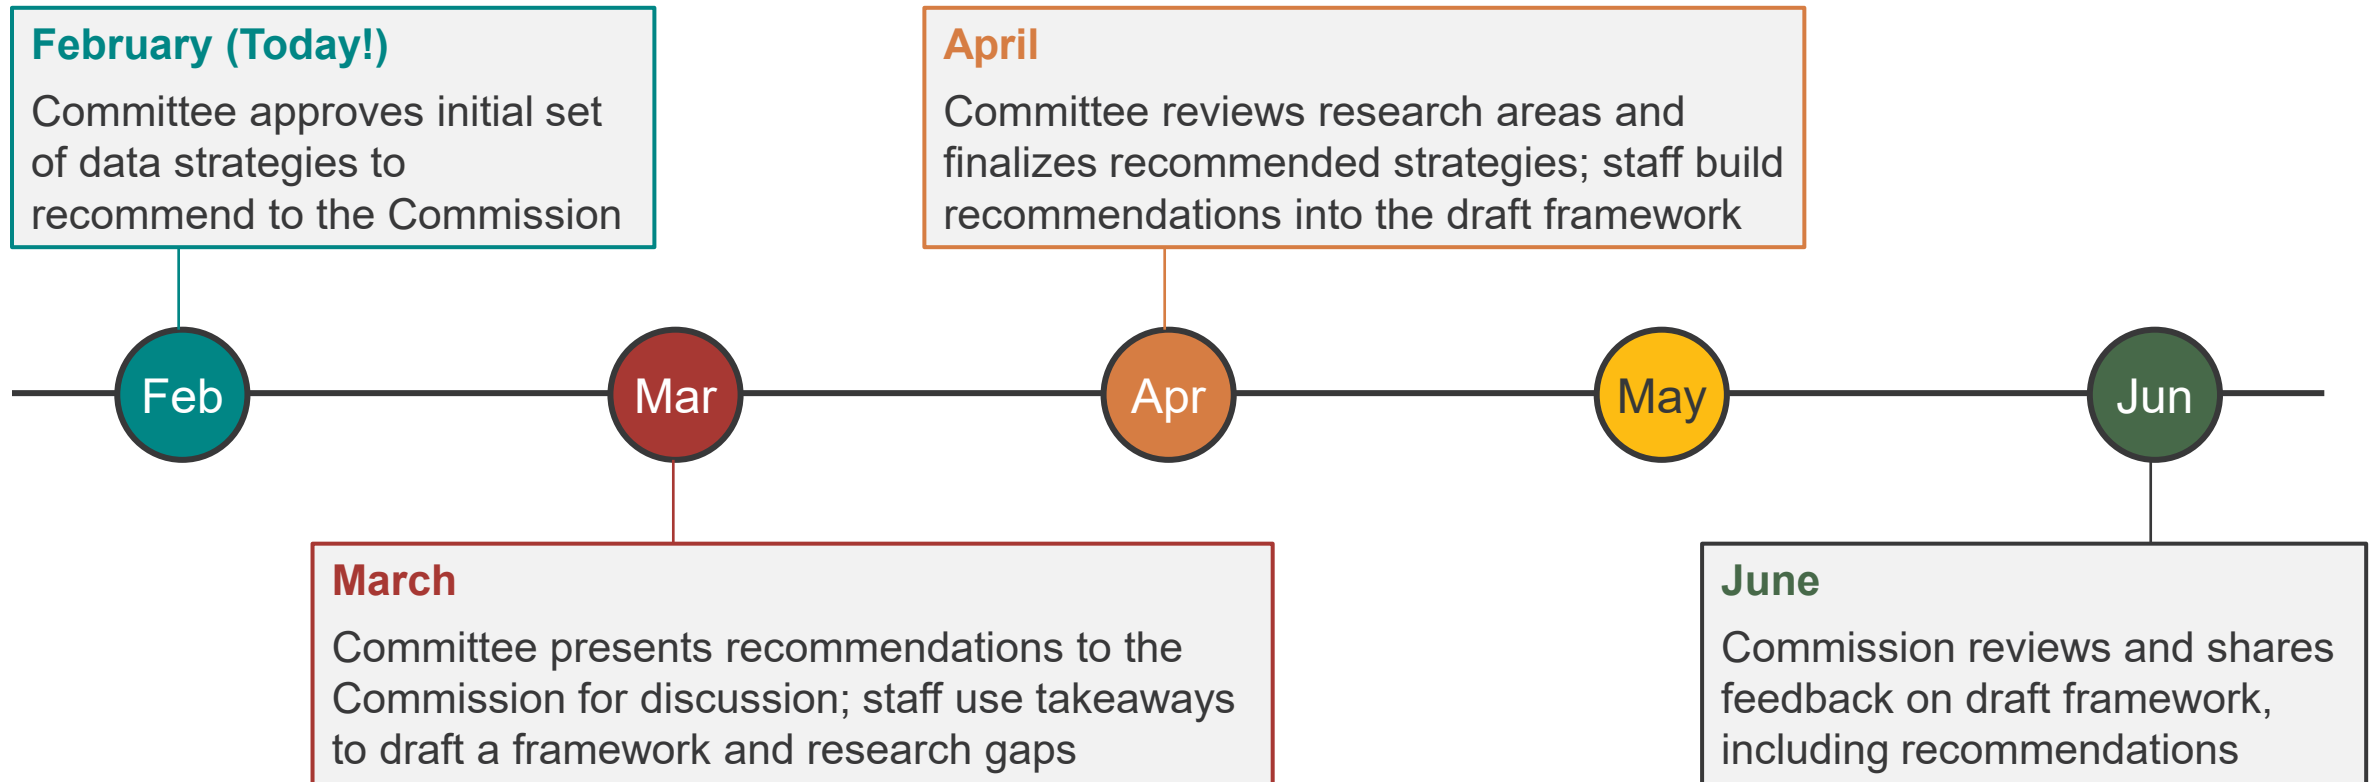 February (Today!)
Committee approves initial set
of data strategies to
recommend to the Commission
April
Committee reviews research areas and
finalizes recommended strategies; staff build
recommendations into the draft framework
Feb
Mar
Apr
May
Jun
March
Committee presents recommendations to the
Commission for discussion; staff use takeaways
to draft a framework and research gaps
June
Commission reviews and shares
feedback on draft framework,
including recommendations